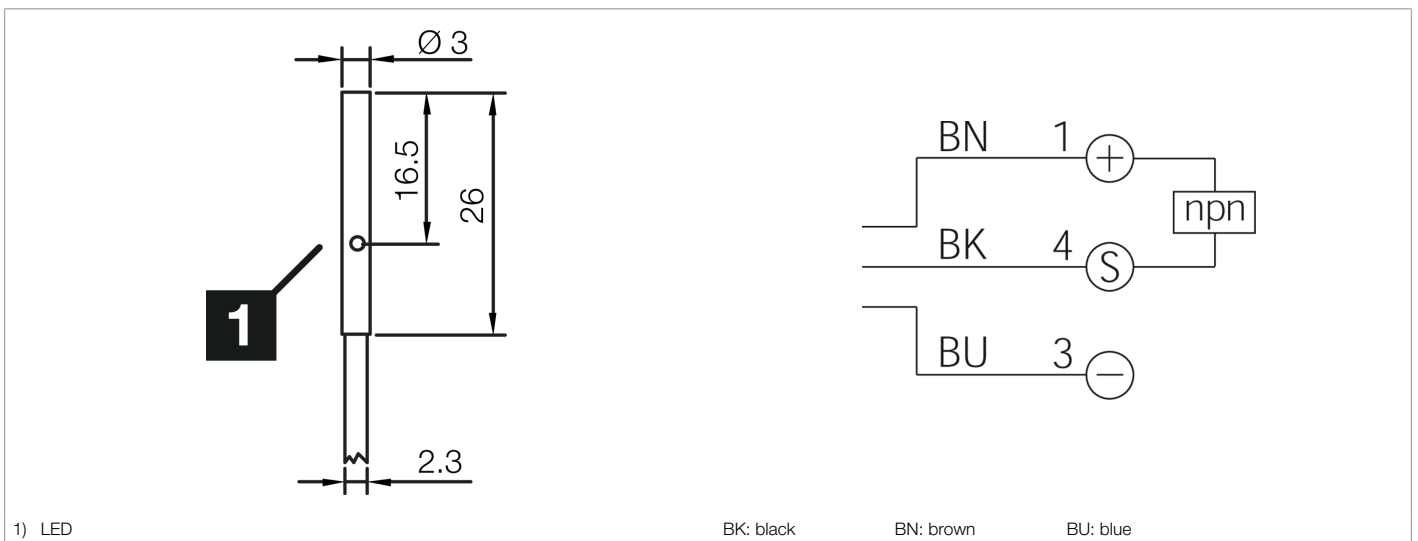 Ø 3
16.5
26
1
2.3
BN 1 +
npn
BK 4 S
BU 3 −
1) LED
BK: black BN: brown BU: blue